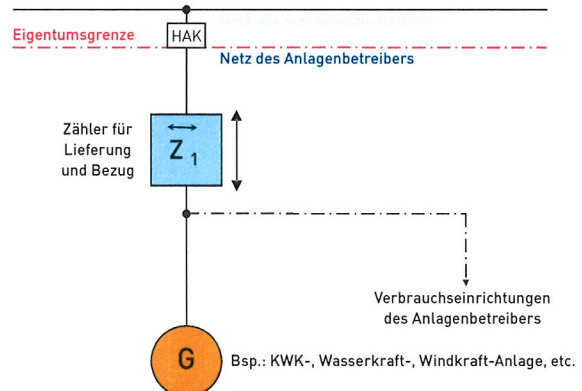 Eigentumsgrenze
HAK
Netz des Anlagenbetreibers
Zähler für
Lieferung
und Bezug
Z 1
Verbrauchseinrichtungen
des Anlagenbetreibers
G
Bsp.: KWK-, Wasserkraft-, Windkraft-Anlage, etc.